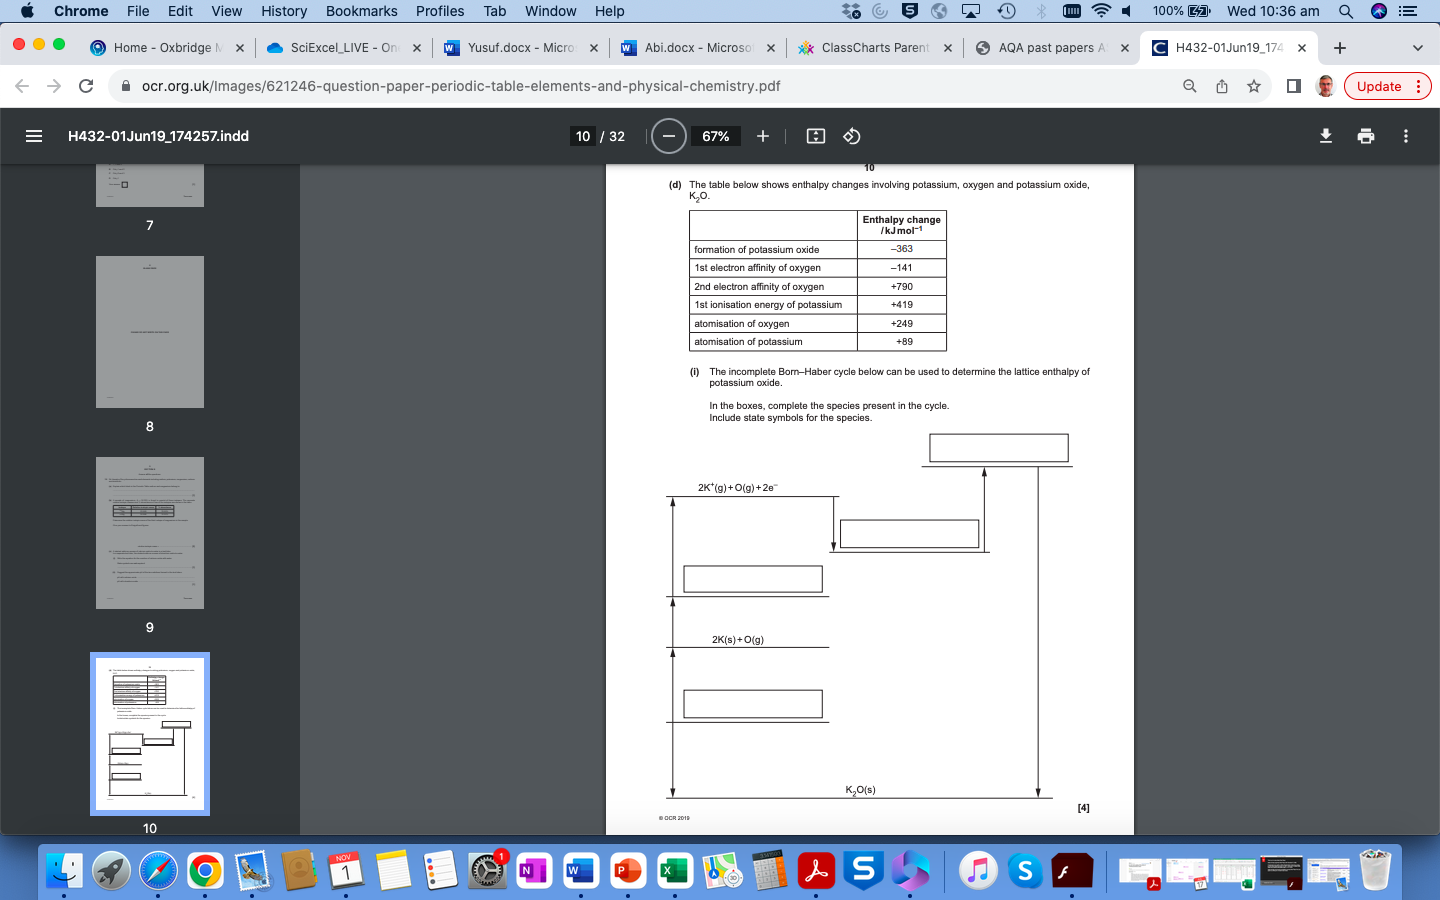 Chrome File Edit View History Bookmarks Profiles Tab Window Help 100% Wed 10:36 am
Home - Oxbridge M SciExcel_LIVE - On Yusuf.docx - Micro Abi.docx - Microso ClassCharts Parent AQA past papers A H432-01Jun19_174
ocr.org.uk/Images/621246-question-paper-periodic-table-elements-and-physical-chemistry.pdf Update
H432-01Jun19_174257.indd 10 / 32 67%
7
8
9
10
10
(d) The table below shows enthalpy changes involving potassium, oxygen and potassium oxide,
K₂O.
Enthalpy change
/kJ mol⁻¹
formation of potassium oxide –363
1st electron affinity of oxygen –141
2nd electron affinity of oxygen +790
1st ionisation energy of potassium +419
atomisation of oxygen +249
atomisation of potassium +89
(i) The incomplete Born–Haber cycle below can be used to determine the lattice enthalpy of
potassium oxide.
In the boxes, complete the species present in the cycle.
Include state symbols for the species.
2K⁺(g) + O(g) + 2e⁻
2K(s) + O(g)
K₂O(s)
[4]
© OCR 2019
NOV
1
1